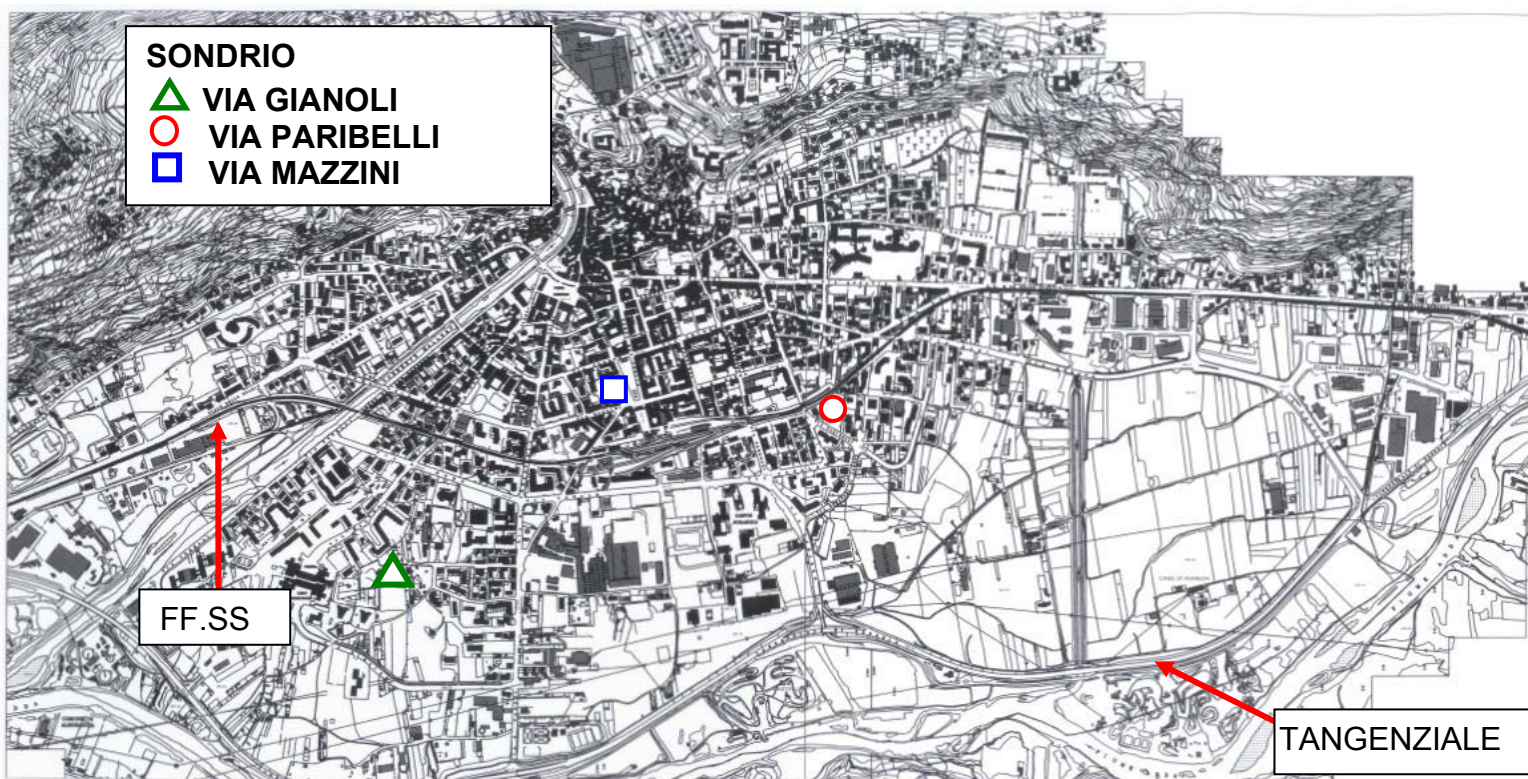 SONDRIO
VIA GIANOLI
VIA PARIBELLI
VIA MAZZINI
FF.SS
TANGENZIALE